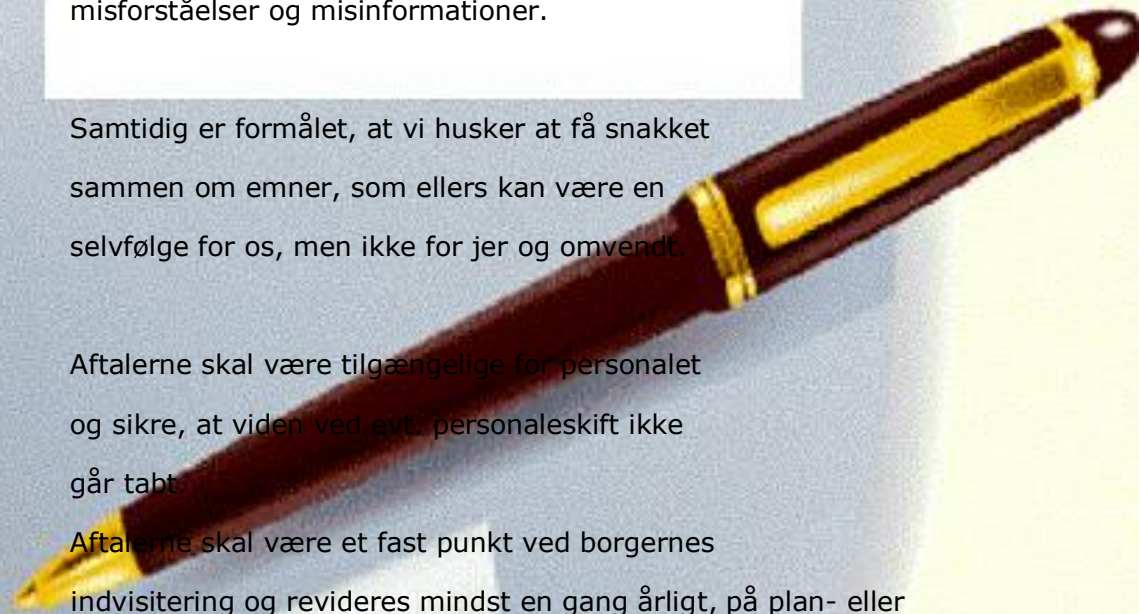 misforståelser og misinformationer.
Samtidig er formålet, at vi husker at få snakket
sammen om emner, som ellers kan være en
selvfølge for os, men ikke for jer og omvendt.
Aftalerne skal være tilgængelige for personalet
og sikre, at viden ved evt. personaleskift ikke
går tabt.
Aftalerne skal være et fast punkt ved borgernes
indvisitering og revideres mindst en gang årligt, på plan- eller